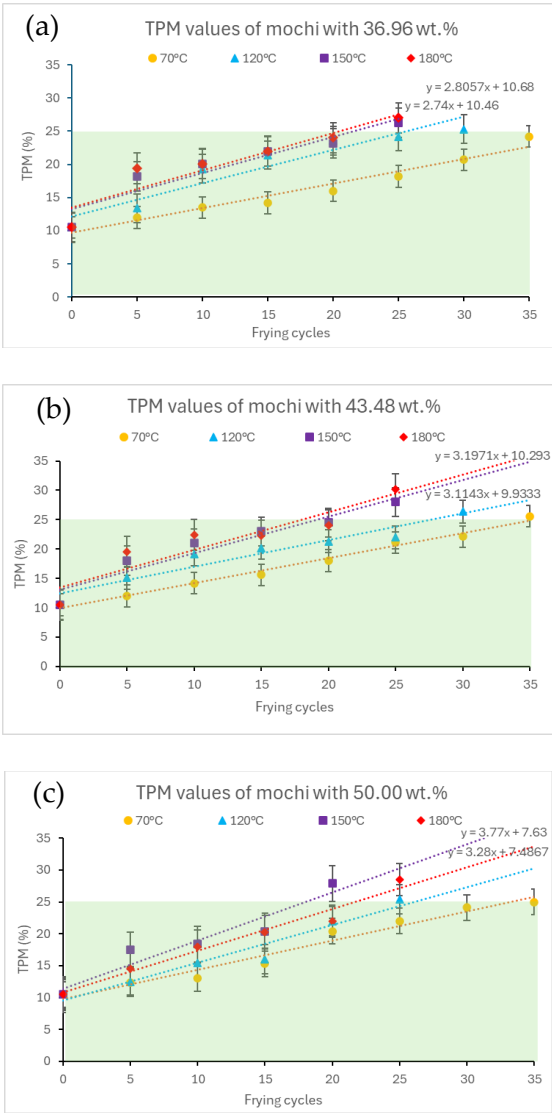 (a)
TPM values of mochi with 36.96 wt.%
70ºC 120ºC 150ºC 180ºC
35
30
25
20
15
10
5
0
TPM (%)
y = 2.8057x + 10.68
y = 2.74x + 10.46
0 5 10 15 20 25 30 35
Frying cycles
(b)
TPM values of mochi with 43.48 wt.%
70ºC 120ºC 150ºC 180ºC
35
30
25
20
15
10
5
0
TPM (%)
y = 3.1971x + 10.293
y = 3.1143x + 9.9333
0 5 10 15 20 25 30 35
Frying cycles
(c)
TPM values of mochi with 50.00 wt.%
70ºC 120ºC 150ºC 180ºC
35
30
25
20
15
10
5
0
TPM (%)
y = 3.77x + 7.63
y = 3.28x + 7.4867
0 5 10 15 20 25 30 35
Frying cycles